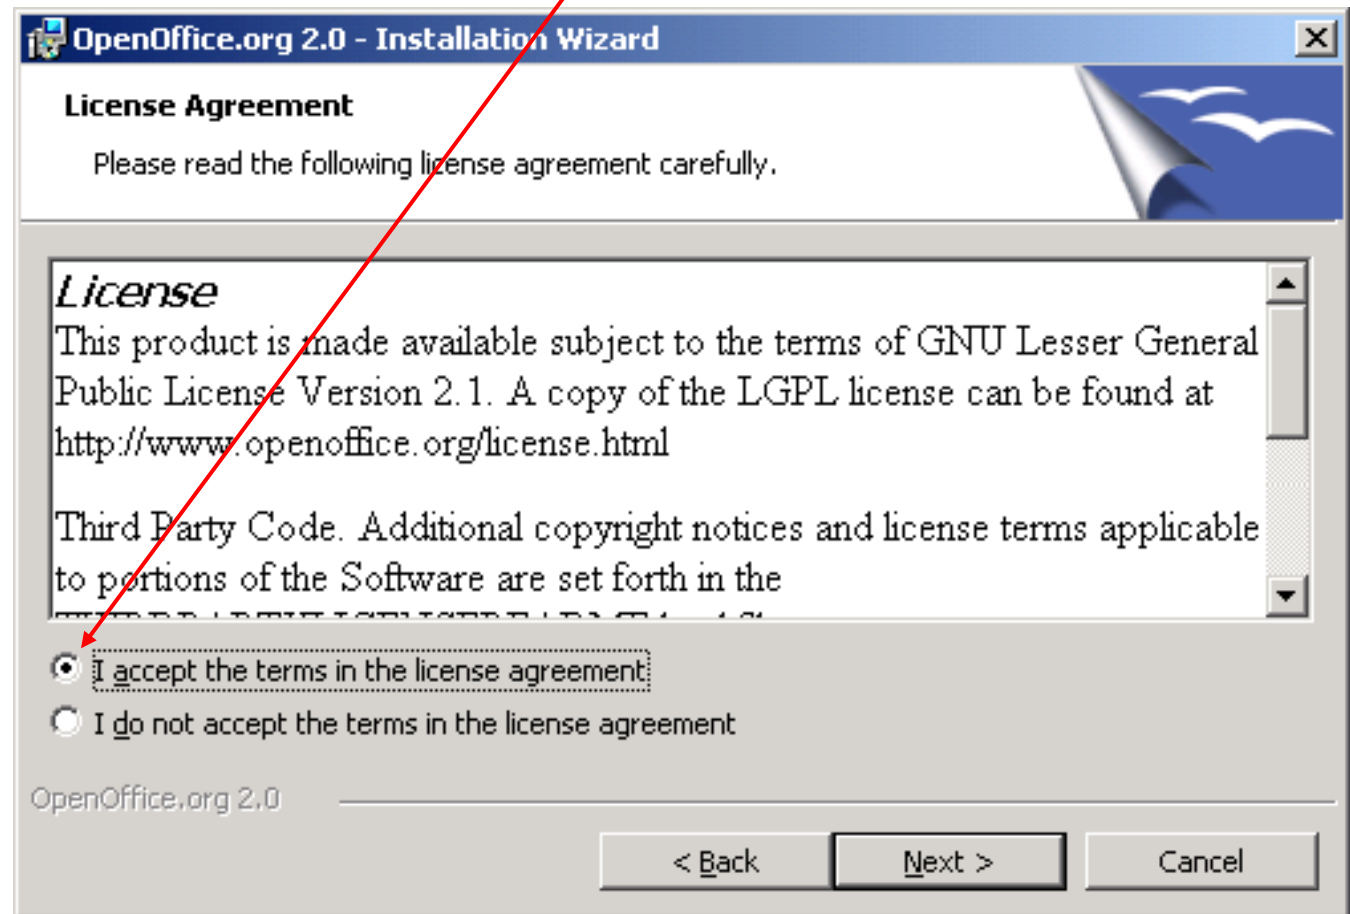 OpenOffice.org 2.0 - Installation Wizard
License Agreement
Please read the following license agreement carefully.
License
This product is made available subject to the terms of GNU Lesser General
Public License Version 2.1. A copy of the LGPL license can be found at
http://www.openoffice.org/license.html
Third Party Code. Additional copyright notices and license terms applicable
to portions of the Software are set forth in the
I accept the terms in the license agreement
I do not accept the terms in the license agreement
OpenOffice.org 2.0
< Back
Next >
Cancel